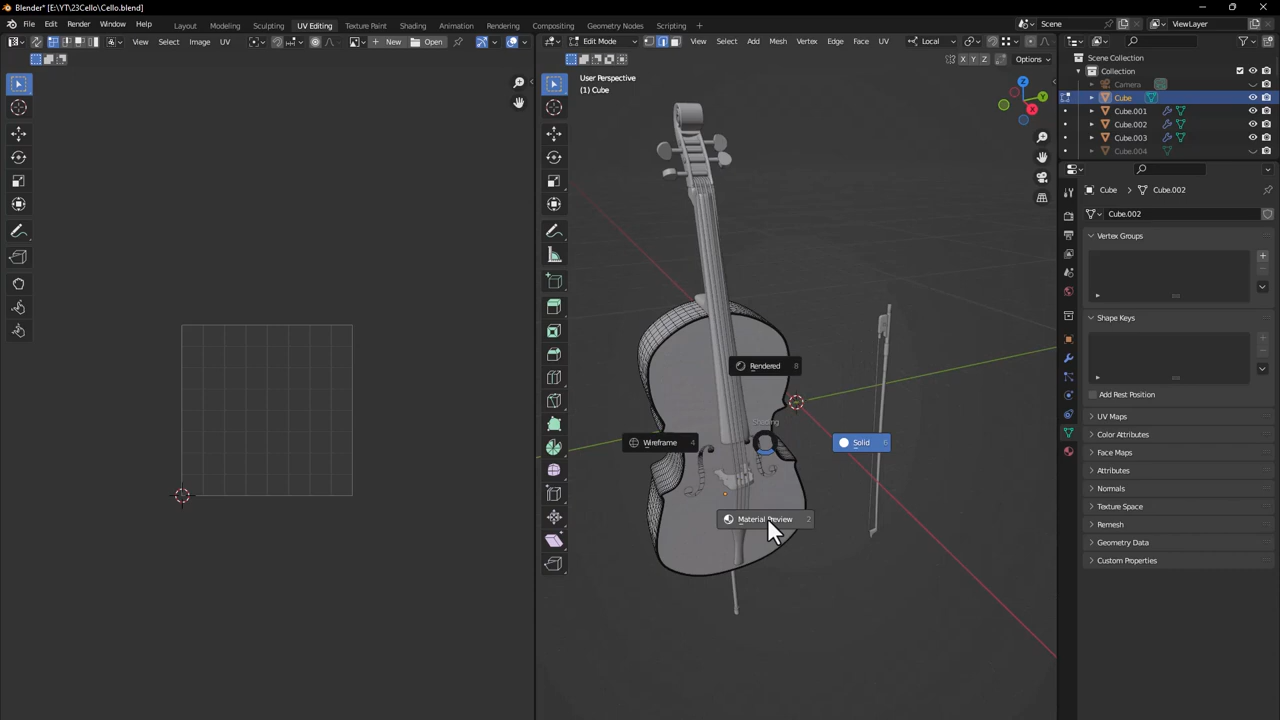 Blender* [E:\YT\23Cello\Cello.blend]
File Edit Render Window Help Layout Modeling Sculpting UV Editing Texture Paint Shading Animation Rendering Compositing Geometry Nodes Scripting + Scene ViewLayer
View Select Image UV New Open Edit Mode View Select Add Mesh Vertex Edge Face UV Local
X Y Z Options
User Perspective
(1) Cube
Z
Y
X
Scene Collection
Collection
Camera
Cube
Cube.001
Cube.002
Cube.003
Cube.004
Cube > Cube.002
Cube.002
Vertex Groups
Shape Keys
Add Rest Position
UV Maps
Color Attributes
Face Maps
Attributes
Normals
Texture Space
Remesh
Geometry Data
Custom Properties
Rendered 8
Shading
Wireframe 4
Solid 6
Material Preview 2